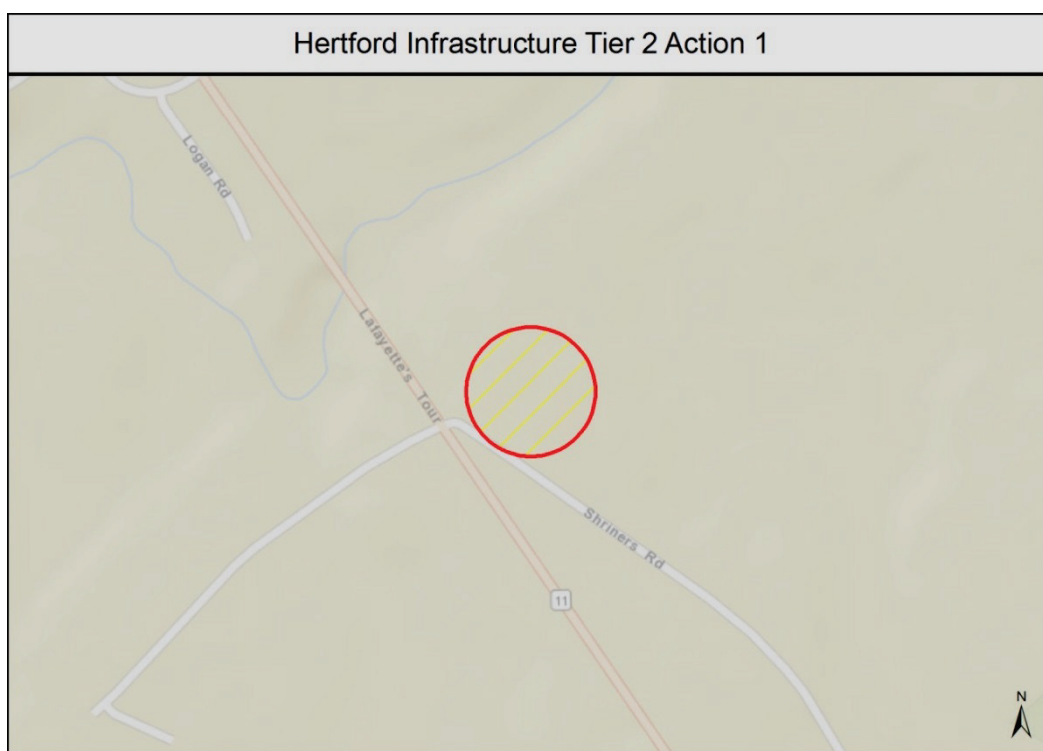 Hertford Infrastructure Tier 2 Action 1
Logan Rd
Lafayette's Tour
Shriners Rd
11
N